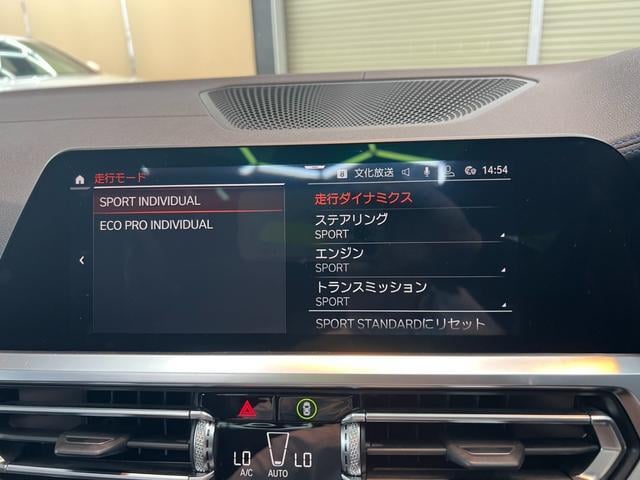 走行モード
文化放送 14:54
SPORT INDIVIDUAL
ECO PRO INDIVIDUAL
走行ダイナミクス
ステアリング
SPORT
エンジン
SPORT
トランスミッション
SPORT
SPORT STANDARDにリセット
LO LO
A/C AUTO